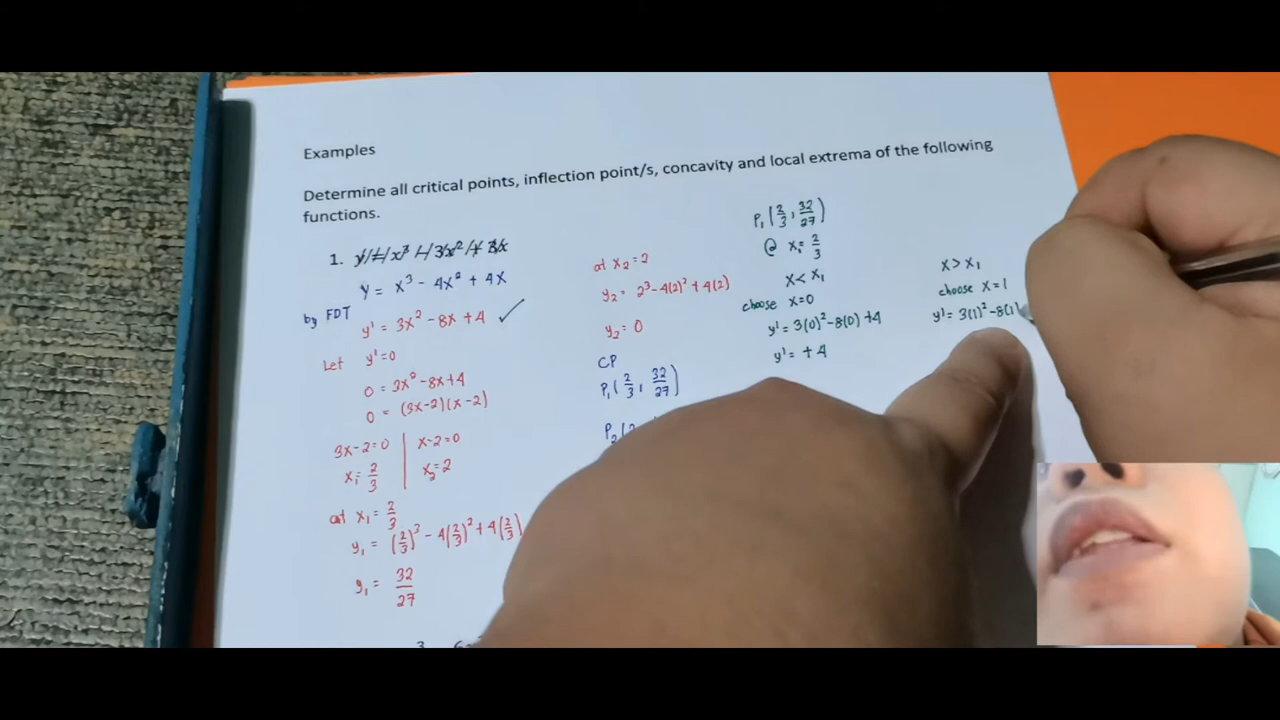 Examples
Determine all critical points, inflection point/s, concavity and local extrema of the following
functions.
1.
y = x³ - 4x² + 4x
by FDT
y' = 3x² - 8x + 4 ✓
Let y' = 0
0 = 3x² - 8x + 4
0 = (3x-2)(x-2)
3x - 2 = 0 | x - 2 = 0
x₁ = 2/3 | x₂ = 2
at x₁ = 2/3
y₁ = (2/3)³ - 4(2/3)² + 4(2/3)
y₁ = 32/27
at x₂ = 2
y₂ = 2³ - 4(2)² + 4(2)
y₂ = 0
CP
P₁(2/3, 32/27)
P₂(2
P₁(2/3, 32/27)
@ x₁ = 2/3
x < x₁
choose x = 0
y' = 3(0)² - 8(0) + 4
y' = + 4
x > x₁
choose x = 1
y' = 3(1)² - 8(1)